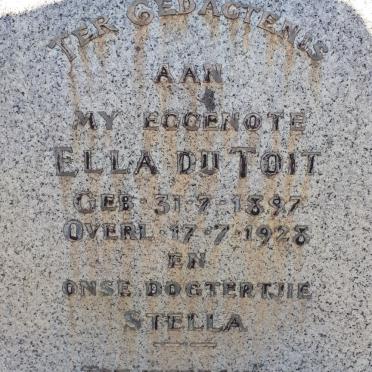 TER GEDAGTENIS
AAN
MY EGGENOTE
ELLA DU TOIT
GEB. 31-7-1897
OVERL. 17-7-1928
EN
ONSE DOGTERTJIE
STELLA